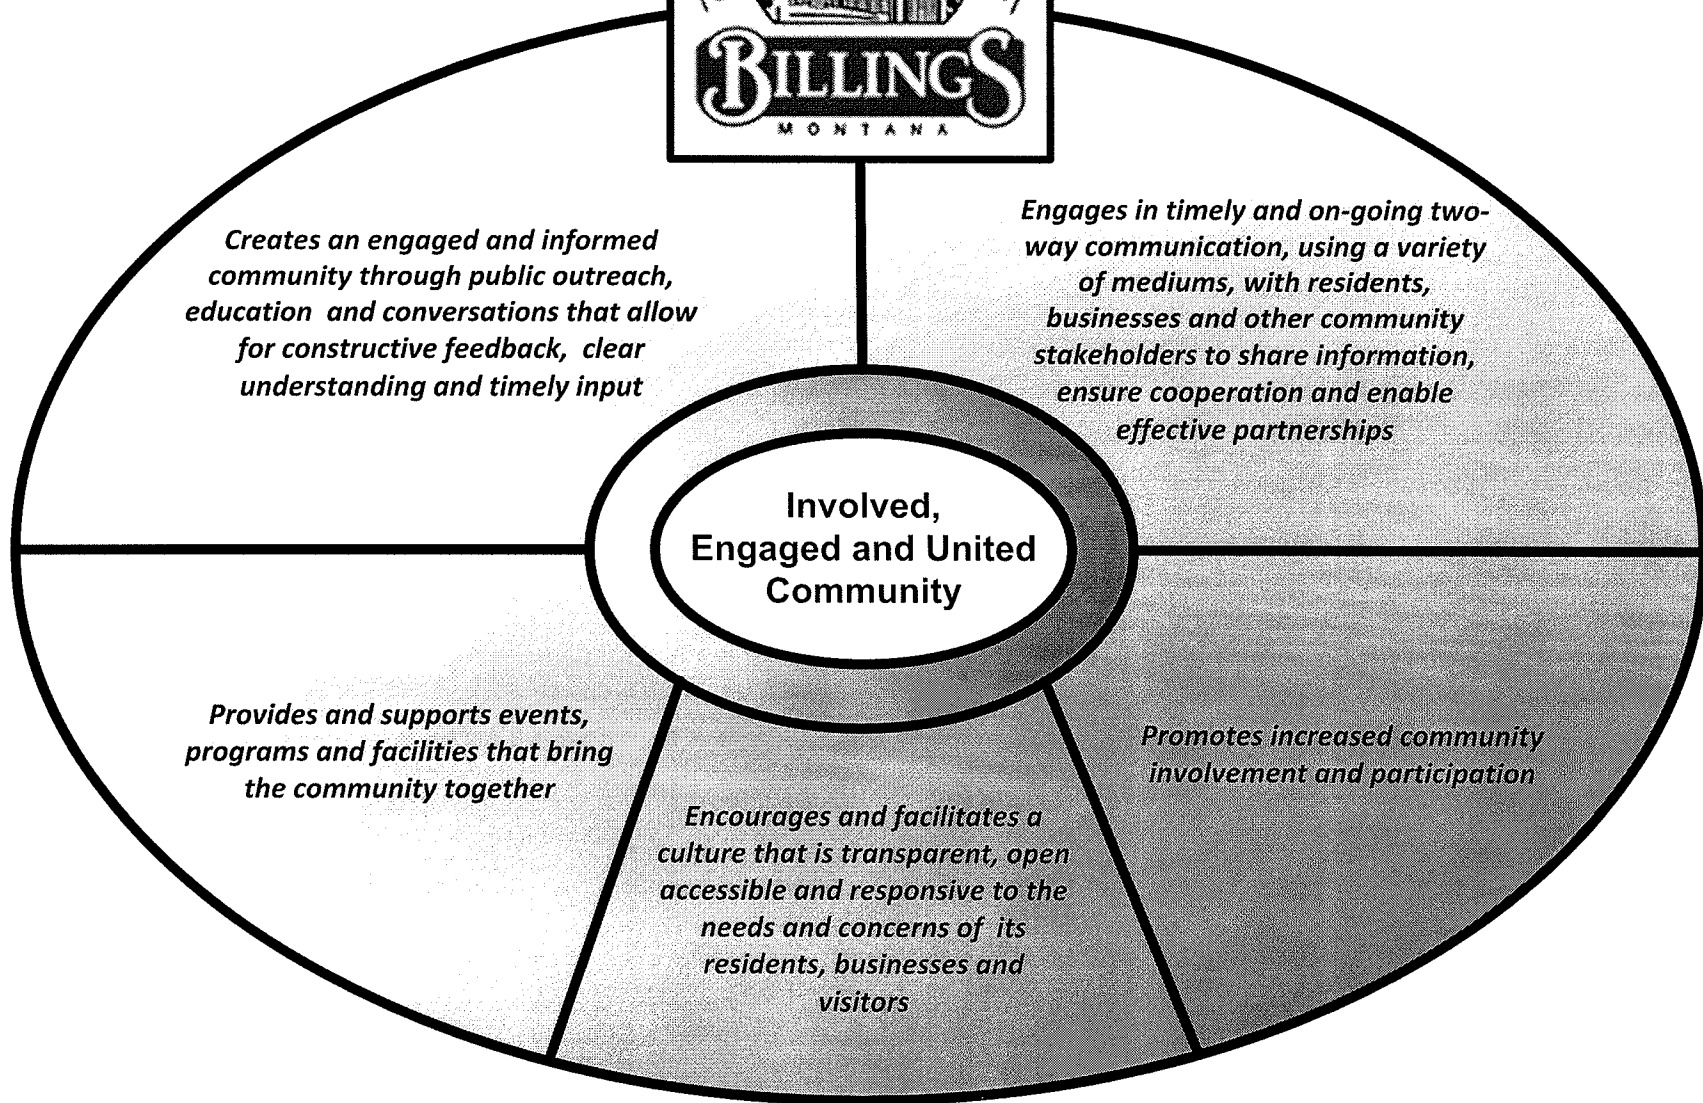 BILLINGS
MONTANA
Creates an engaged and informed
community through public outreach,
education and conversations that allow
for constructive feedback, clear
understanding and timely input
Engages in timely and on-going two-
way communication, using a variety
of mediums, with residents,
businesses and other community
stakeholders to share information,
ensure cooperation and enable
effective partnerships
Involved,
Engaged and United
Community
Provides and supports events,
programs and facilities that bring
the community together
Encourages and facilitates a
culture that is transparent, open
accessible and responsive to the
needs and concerns of its
residents, businesses and
visitors
Promotes increased community
involvement and participation